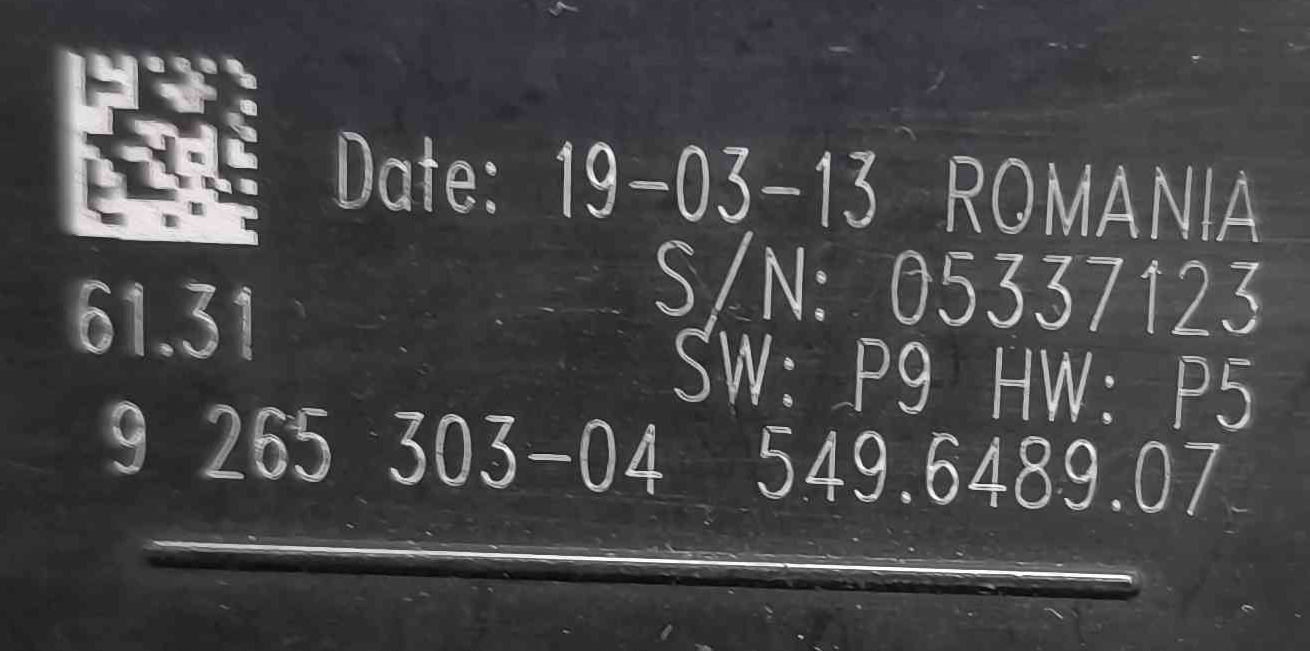 Date: 19-03-13 ROMANIA
S/N: 05337123
61.31
SW: P9 HW: P5
9 265 303-04 549.6489.07